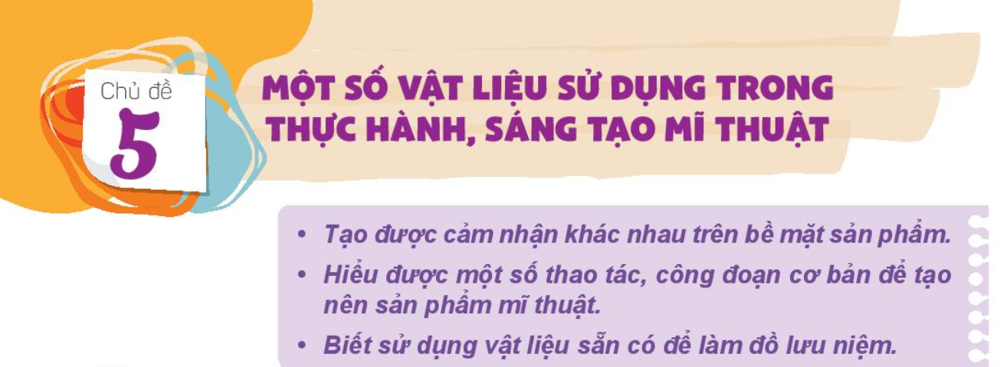 Chủ đề
5
MỘT SỐ VẬT LIỆU SỬ DỤNG TRONG
THỰC HÀNH, SÁNG TẠO MĨ THUẬT
• Tạo được cảm nhận khác nhau trên bề mặt sản phẩm.
• Hiểu được một số thao tác, công đoạn cơ bản để tạo
nên sản phẩm mĩ thuật.
• Biết sử dụng vật liệu sẵn có để làm đồ lưu niệm.